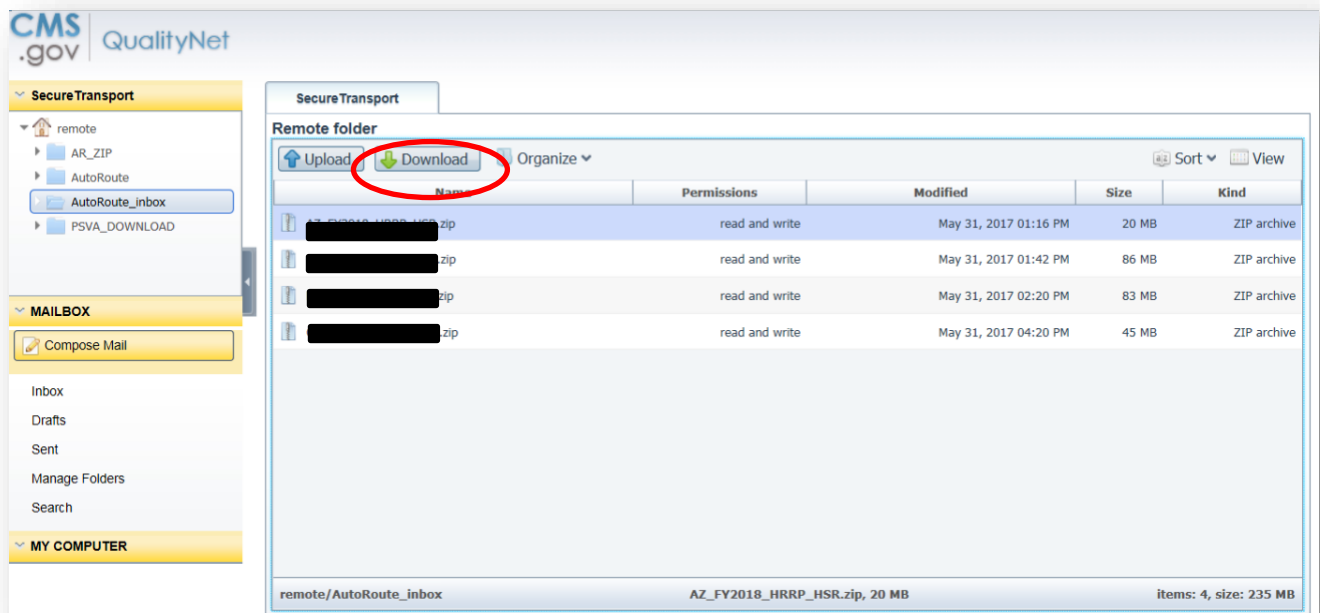 CMS
.gov
QualityNet
SecureTransport
remote
AR_ZIP
AutoRoute
AutoRoute_inbox
PSVA_DOWNLOAD
MAILBOX
Compose Mail
Inbox
Drafts
Sent
Manage Folders
Search
MY COMPUTER
SecureTransport
Remote folder
Upload Download Organize Sort View
Name Permissions Modified Size Kind
AZ_FY2018_HRRP_HSR.zip read and write May 31, 2017 01:16 PM 20 MB ZIP archive
.zip read and write May 31, 2017 01:42 PM 86 MB ZIP archive
zip read and write May 31, 2017 02:20 PM 83 MB ZIP archive
.zip read and write May 31, 2017 04:20 PM 45 MB ZIP archive
remote/AutoRoute_inbox AZ_FY2018_HRRP_HSR.zip, 20 MB items: 4, size: 235 MB